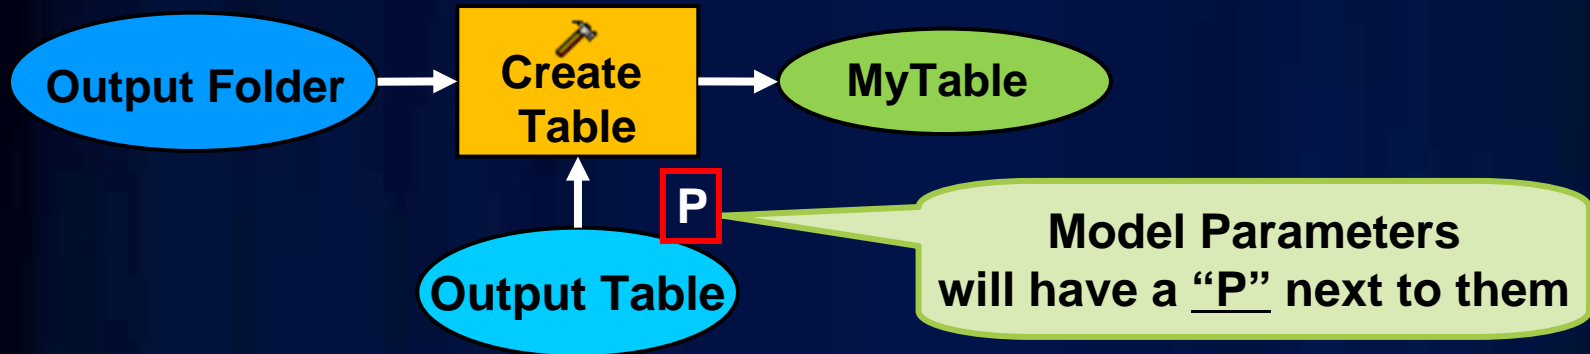 Output Folder
Create
Table
MyTable
P
Output Table
Model Parameters
will have a “P” next to them